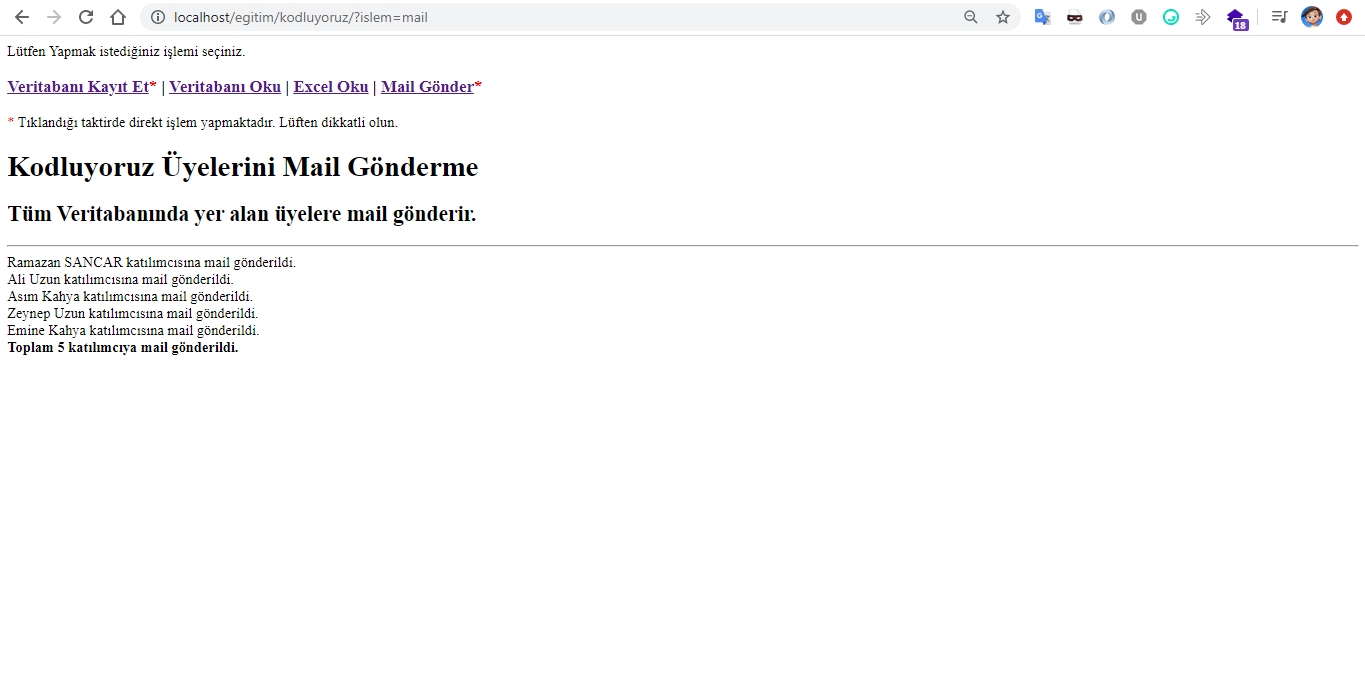 localhost/egitim/kodluyoruz/?islem=mail
18
Lütfen Yapmak istediğiniz işlemi seçiniz.
Veritabanı Kayıt Et* | Veritabanı Oku | Excel Oku | Mail Gönder*
* Tıklandığı taktirde direkt işlem yapmaktadır. Lüften dikkatli olun.
Kodluyoruz Üyelerini Mail Gönderme
Tüm Veritabanında yer alan üyelere mail gönderir.
Ramazan SANCAR katılımcısına mail gönderildi.
Ali Uzun katılımcısına mail gönderildi.
Asım Kahya katılımcısına mail gönderildi.
Zeynep Uzun katılımcısına mail gönderildi.
Emine Kahya katılımcısına mail gönderildi.
Toplam 5 katılımcıya mail gönderildi.